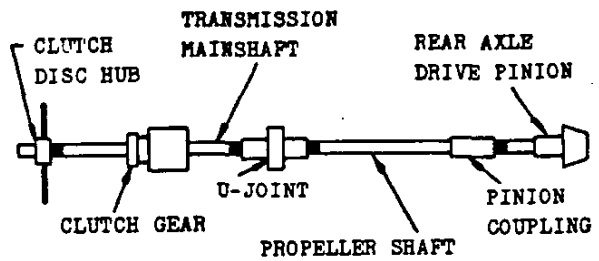 CLUTCH
DISC HUB
TRANSMISSION
MAINSHAFT
REAR AXLE
DRIVE PINION
CLUTCH GEAR
U-JOINT
PROPELLER SHAFT
PINION
COUPLING